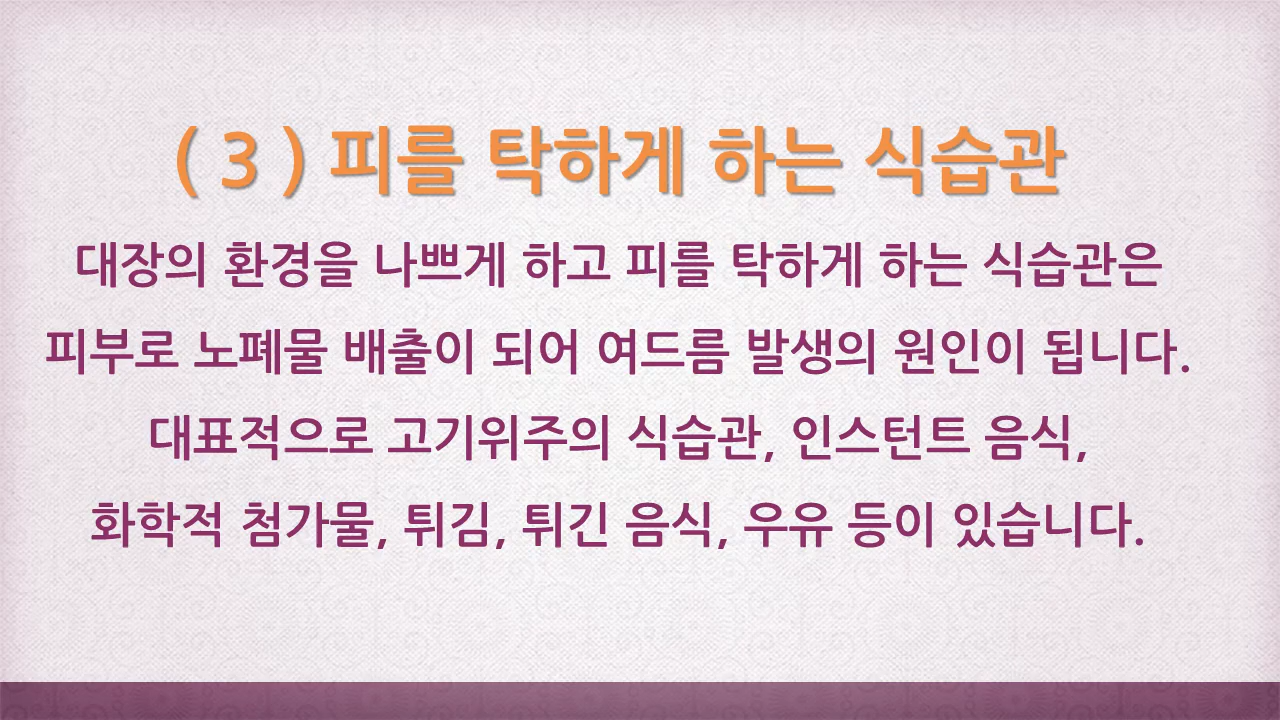 ( 3 ) 피를 탁하게 하는 식습관
대장의 환경을 나쁘게 하고 피를 탁하게 하는 식습관은
피부로 노폐물 배출이 되어 여드름 발생의 원인이 됩니다.
대표적으로 고기위주의 식습관, 인스턴트 음식,
화학적 첨가물, 튀김, 튀긴 음식, 우유 등이 있습니다.